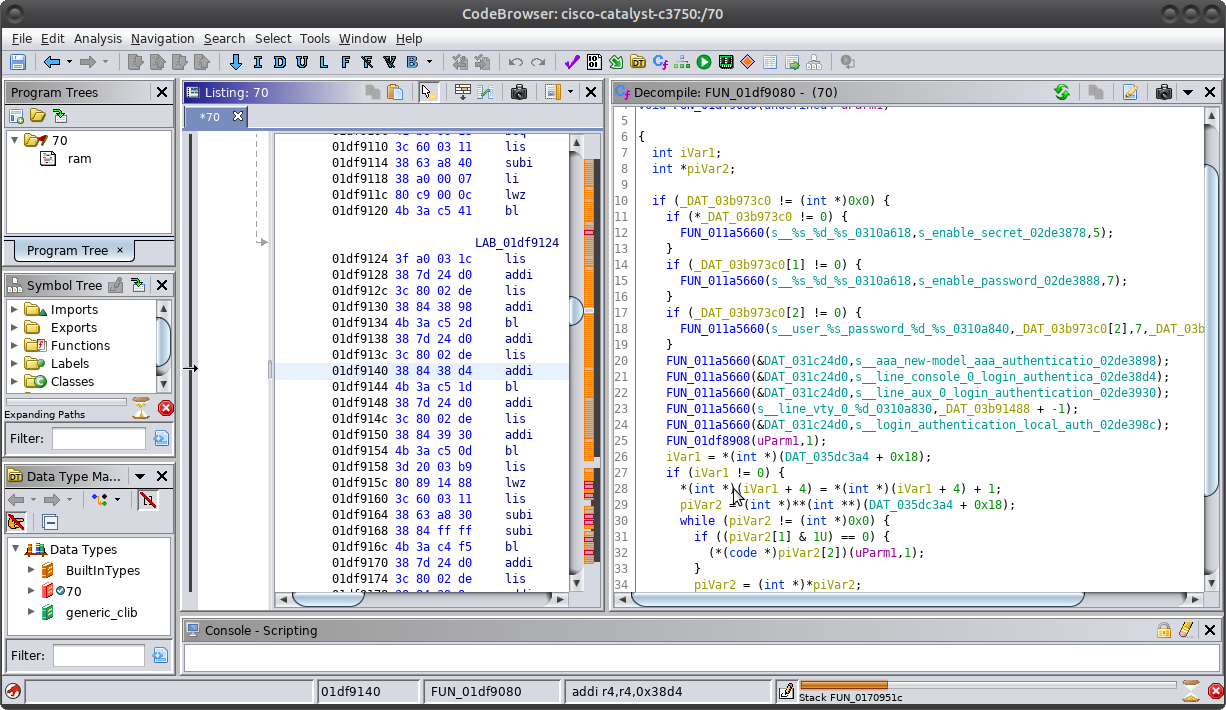 CodeBrowser: cisco-catalyst-c3750:/70
File Edit Analysis Navigation Search Select Tools Window Help
I D U L F V V B
Program Trees
70
ram
Program Tree ×
Symbol Tree
Imports
Exports
Functions
Labels
Classes
Expanding Paths
Filter:
Data Type Ma...
Data Types
BuiltInTypes
70
generic_clib
Filter:
Listing: 70
*70
01df9110 3c 60 03 11 lis
01df9114 38 63 a8 40 subi
01df9118 38 a0 00 07 li
01df911c 80 c9 00 0c lwz
01df9120 4b 3a c5 41 bl
LAB_01df9124
01df9124 3f a0 03 1c lis
01df9128 38 7d 24 d0 addi
01df912c 3c 80 02 de lis
01df9130 38 84 38 98 addi
01df9134 4b 3a c5 2d bl
01df9138 38 7d 24 d0 addi
01df913c 3c 80 02 de lis
01df9140 38 84 38 d4 addi
01df9144 4b 3a c5 1d bl
01df9148 38 7d 24 d0 addi
01df914c 3c 80 02 de lis
01df9150 38 84 39 30 addi
01df9154 4b 3a c5 0d bl
01df9158 3d 20 03 b9 lis
01df915c 80 89 14 88 lwz
01df9160 3c 60 03 11 lis
01df9164 38 63 a8 30 subi
01df9168 38 84 ff ff subi
01df916c 4b 3a c4 f5 bl
01df9170 38 7d 24 d0 addi
01df9174 3c 80 02 de lis
Decompile: FUN_01df9080 - (70)
5
6 {
7 int iVar1;
8 int *piVar2;
9
10 if (_DAT_03b973c0 != (int *)0x0) {
11 if (*_DAT_03b973c0 != 0) {
12 FUN_011a5660(s__%s_%d_%s_0310a618,s_enable_secret_02de3878,5);
13 }
14 if (_DAT_03b973c0[1] != 0) {
15 FUN_011a5660(s__%s_%d_%s_0310a618,s_enable_password_02de3888,7);
16 }
17 if (_DAT_03b973c0[2] != 0) {
18 FUN_011a5660(s__user_%s_password_%d_%s_0310a840,_DAT_03b973c0[2],7,_DAT_03b
19 }
20 FUN_011a5660(&DAT_031c24d0,s__aaa_new-model_aaa_authenticatio_02de3898);
21 FUN_011a5660(&DAT_031c24d0,s__line_console_0_login_authentica_02de38d4);
22 FUN_011a5660(&DAT_031c24d0,s__line_aux_0_login_authentication_02de3930);
23 FUN_011a5660(s__line_vty_0_%d_0310a830,_DAT_03b91488 + -1);
24 FUN_011a5660(&DAT_031c24d0,s__login_authentication_local_auth_02de398c);
25 FUN_01df8908(uParm1,1);
26 iVar1 = *(int *)(DAT_035dc3a4 + 0x18);
27 if (iVar1 != 0) {
28 *(int *)(iVar1 + 4) = *(int *)(iVar1 + 4) + 1;
29 piVar2 = (int *)**(int **)(DAT_035dc3a4 + 0x18);
30 while (piVar2 != (int *)0x0) {
31 if ((piVar2[1] & 1U) == 0) {
32 (*(code *)piVar2[2])(uParm1,1);
33 }
34 piVar2 = (int *)*piVar2;
Console - Scripting
01df9140 FUN_01df9080 addi r4,r4,0x38d4
Stack FUN_0170951c